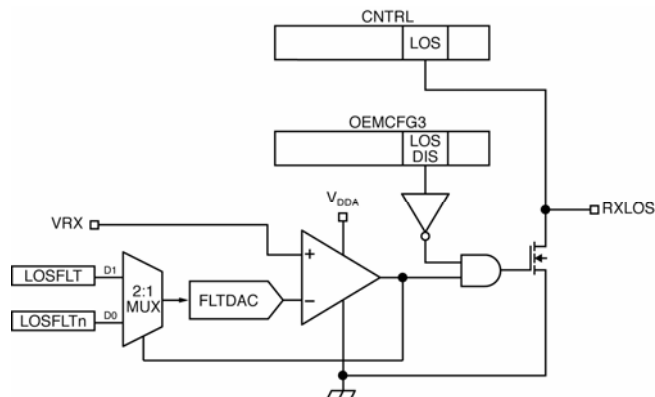 CNTRL
LOS
OEMCFG3
LOS
DIS
VDDA
VRX
RXLOS
+
LOSFLT
D1
2:1
MUX
FLTDAC
–
LOSFLTn
D0